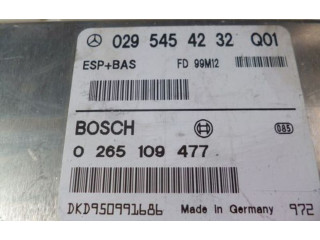 029 545 42 32 Q01
ESP+BAS FD 99M12
BOSCH
0 265 109 477
DKD950991686 Made in Germany 972